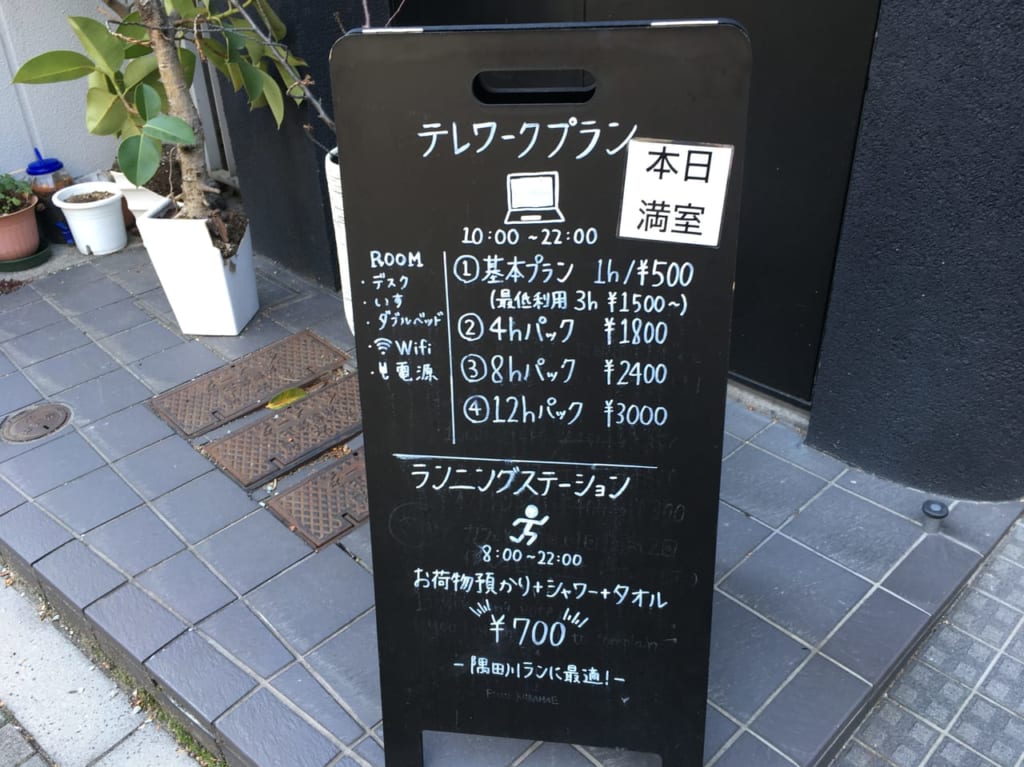 テレワークプラン
本日
満室
10:00~22:00
ROOM
・デスク
・いす
・ダブルベッド
・Wifi
・電源
①基本プラン 1h/¥500
(最低利用 3h ¥1500~)
②4hパック ¥1800
③8hパック ¥2400
④12hパック ¥3000
ランニングステーション
8:00~22:00
お荷物預かり+シャワー+タオル
¥700
-隅田川ランに最適!-